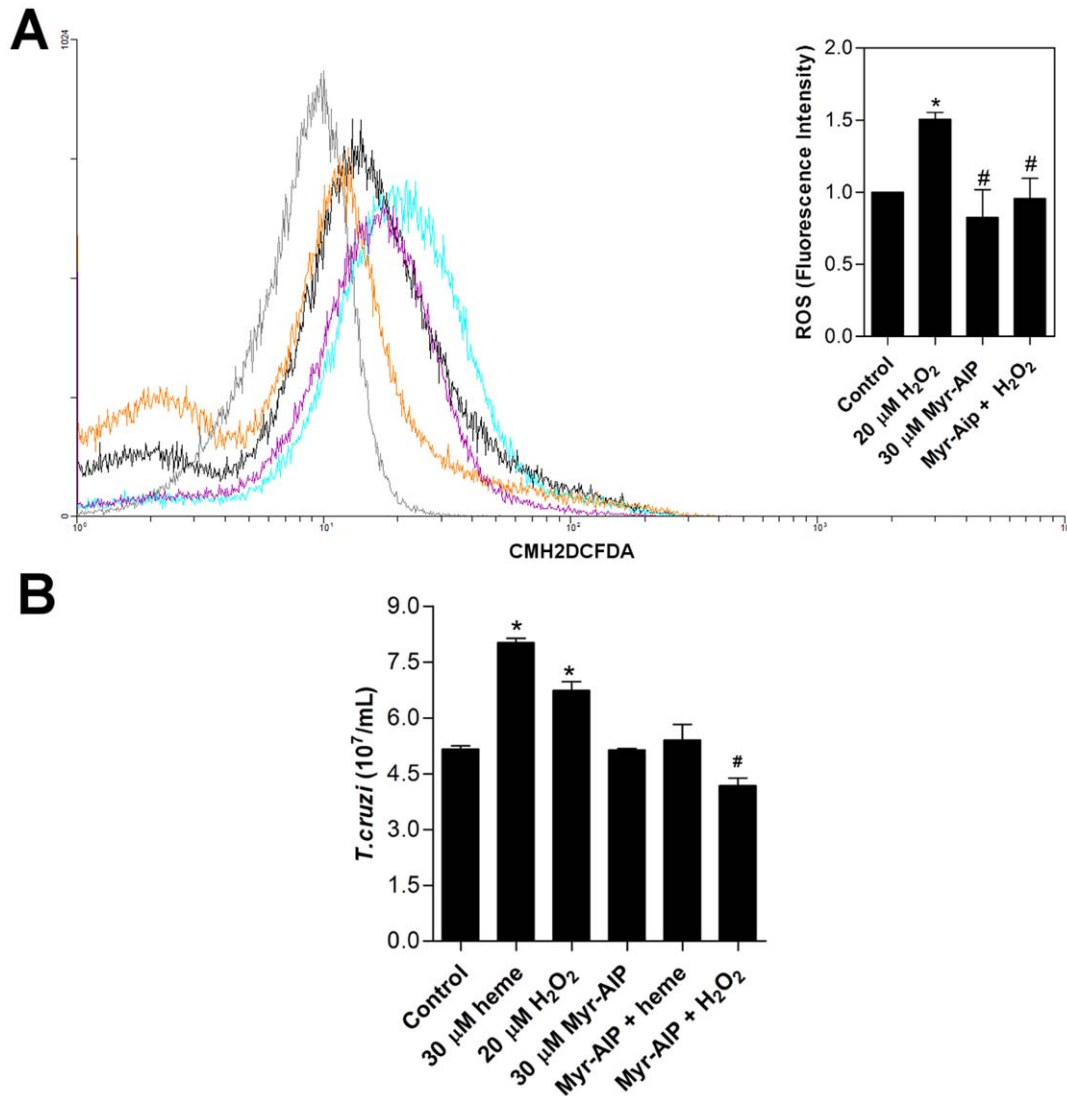 A
1024
0
10⁰
10¹
10²
10³
10
CMH2DCFDA
ROS (Fluorescence Intensity)
2.0
1.5
1.0
0.5
0.0
*
#
#
Control
20 μM H₂O₂
30 μM Myr-AIP
Myr-Aip + H₂O₂
B
T.cruzi (10⁷/mL)
9.0
7.5
6.0
4.5
3.0
1.5
0.0
*
*
#
Control
30 μM heme
20 μM H₂O₂
30 μM Myr-AIP
Myr-AIP + heme
Myr-AIP + H₂O₂